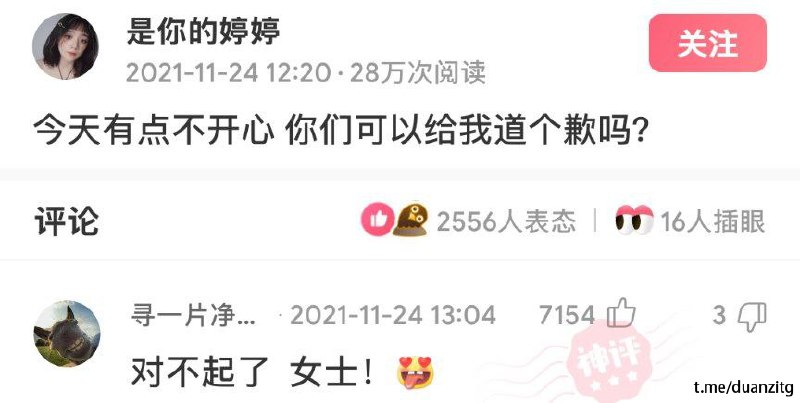 是你的婷婷
关注
2021-11-24 12:20·28万次阅读
今天有点不开心 你们可以给我道个歉吗?
评论
2556人表态 | 16人插眼
寻一片净... · 2021-11-24 13:04 7154 3
对不起了 女士!
神评
t.me/duanzitg